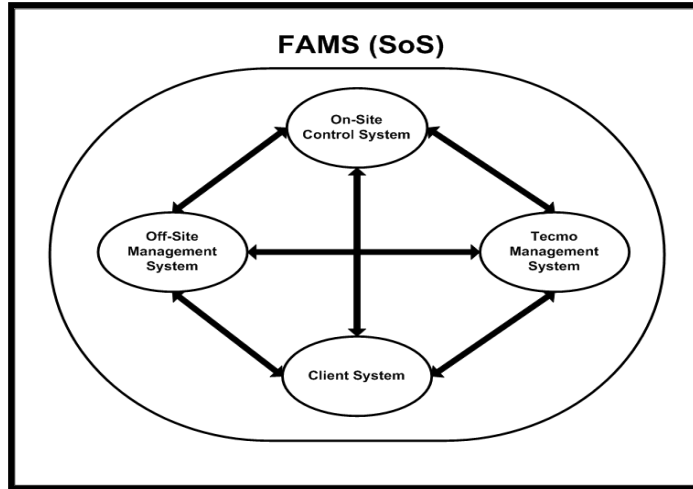 FAMS (SoS)
On-Site
Control System
Off-Site
Management
System
Tecmo
Management
System
Client System